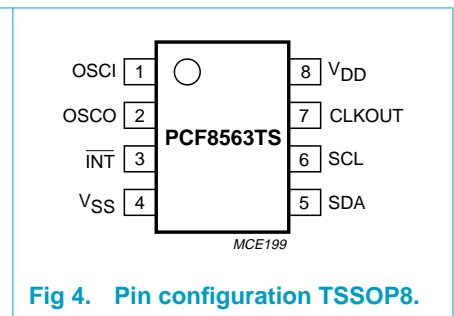 OSCI 1 8 VDD
OSCO 2 7 CLKOUT
PCF8563TS
INT 3 6 SCL
VSS 4 5 SDA
MCE199
Fig 4. Pin configuration TSSOP8.